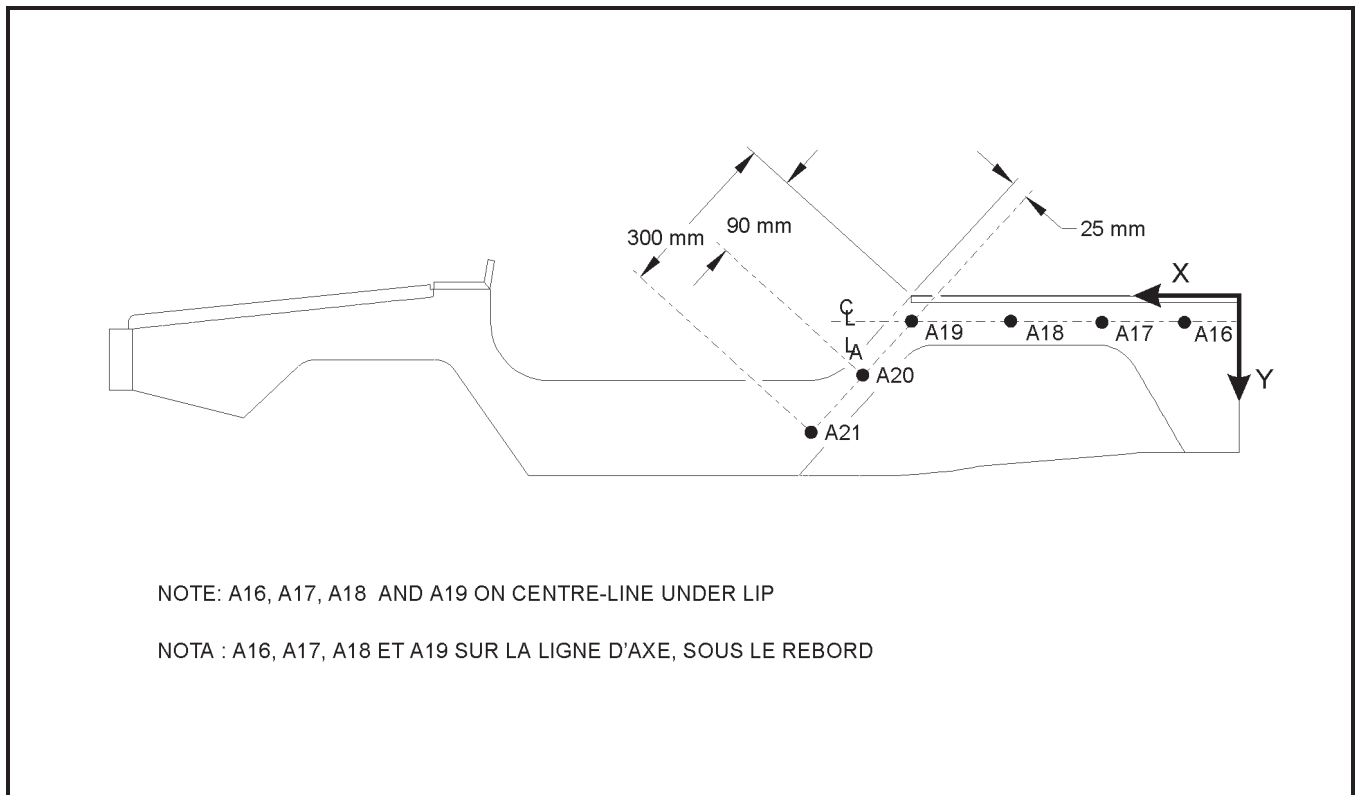 300 mm
90 mm
25 mm
X
Y
CL
LA
A19
A18
A17
A16
A20
A21
NOTE: A16, A17, A18 AND A19 ON CENTRE-LINE UNDER LIP
NOTA : A16, A17, A18 ET A19 SUR LA LIGNE D'AXE, SOUS LE REBORD